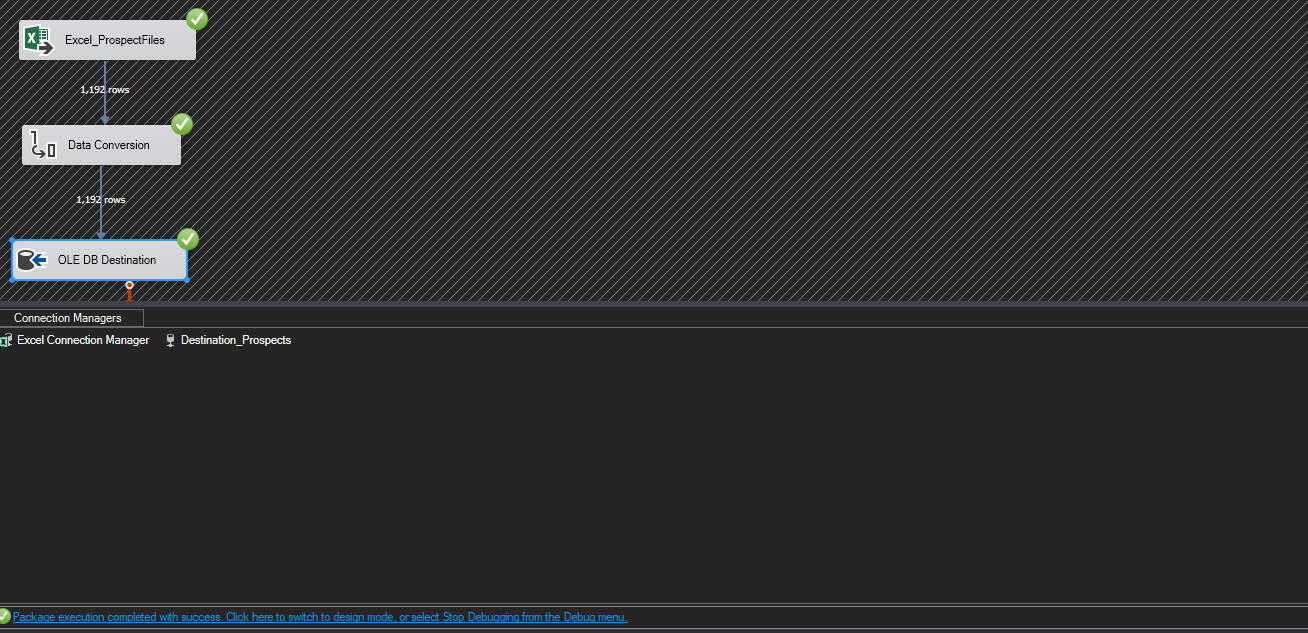 Excel_ProspectFiles
1,192 rows
Data Conversion
1,192 rows
OLE DB Destination
Connection Managers
Excel Connection Manager Destination_Prospects
Package execution completed with success. Click here to switch to design mode, or select Stop Debugging from the Debug menu.